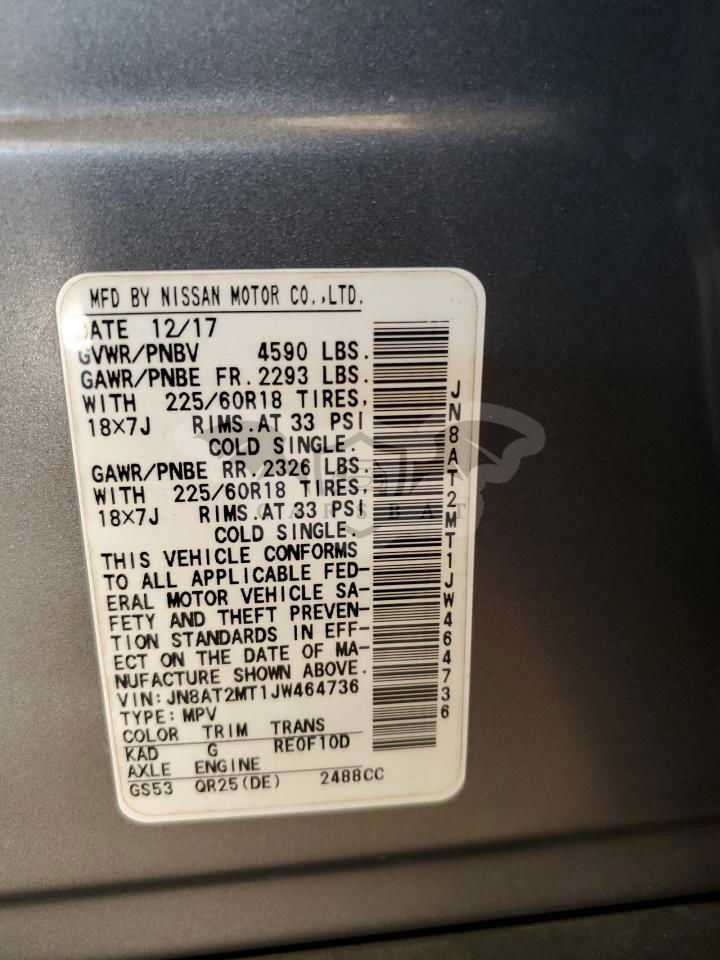 MFD BY NISSAN MOTOR CO.,LTD.
DATE 12/17
GVWR/PNBV 4590 LBS.
GAWR/PNBE FR. 2293 LBS.
WITH 225/60R18 TIRES,
18×7J RIMS. AT 33 PSI
COLD SINGLE.
GAWR/PNBE RR. 2326 LBS.
WITH 225/60R18 TIRES,
18×7J RIMS. AT 33 PSI
COLD SINGLE.
THIS VEHICLE CONFORMS
TO ALL APPLICABLE FED-
ERAL MOTOR VEHICLE SA-
FETY AND THEFT PREVEN-
TION STANDARDS IN EFF-
ECT ON THE DATE OF MA-
NUFACTURE SHOWN ABOVE.
VIN: JN8AT2MT1JW464736
TYPE: MPV
COLOR TRIM TRANS
KAD G RE0F10D
AXLE ENGINE
GS53 QR25(DE) 2488CC
JN8AT2MT1JW464736
CARSBAT